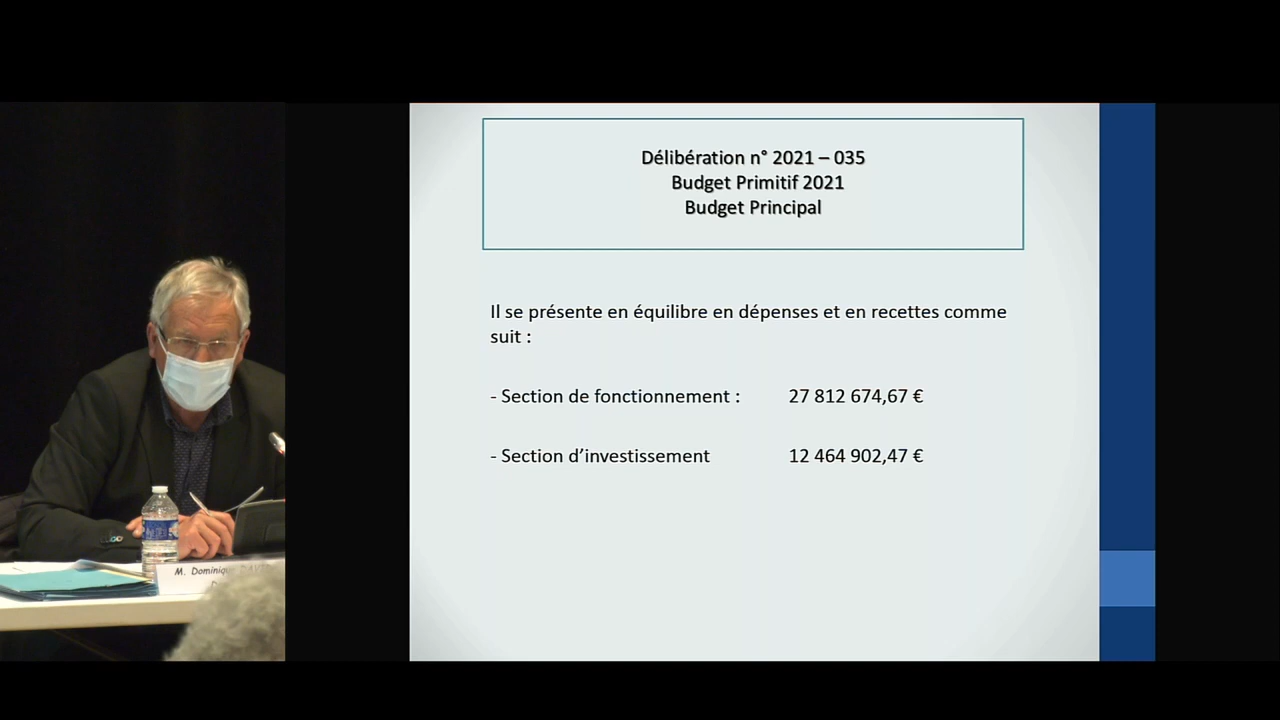 Délibération n° 2021 – 035
Budget Primitif 2021
Budget Principal
Il se présente en équilibre en dépenses et en recettes comme
suit :
- Section de fonctionnement : 27 812 674,67 €
- Section d’investissement 12 464 902,47 €
M.